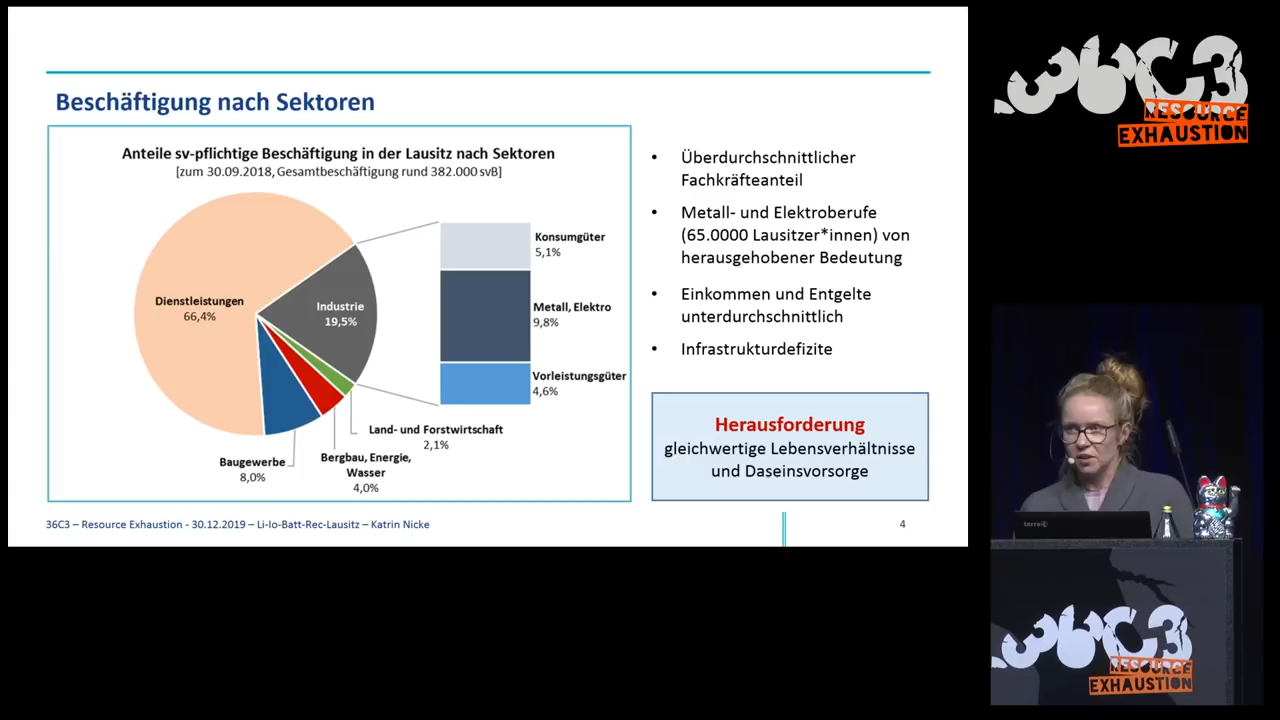 Beschäftigung nach Sektoren
Anteile sv-pflichtige Beschäftigung in der Lausitz nach Sektoren
[zum 30.09.2018, Gesamtbeschäftigung rund 382.000 svB]
Dienstleistungen
66,4%
Industrie
19,5%
Konsumgüter
5,1%
Metall, Elektro
9,8%
Vorleistungsgüter
4,6%
Land- und Forstwirtschaft
2,1%
Bergbau, Energie,
Wasser
4,0%
Baugewerbe
8,0%
• Überdurchschnittlicher
Fachkräfteanteil
• Metall- und Elektroberufe
(65.0000 Lausitzer*innen) von
herausgehobener Bedeutung
• Einkommen und Entgelte
unterdurchschnittlich
• Infrastrukturdefizite
Herausforderung
gleichwertige Lebensverhältnisse
und Daseinsvorsorge
36C3 – Resource Exhaustion - 30.12.2019 – Li-Io-Batt-Rec-Lausitz – Katrin Nicke
4
36C3
RESOURCE
EXHAUSTION
terra
36C3
RESOURCE
EXHAUSTION